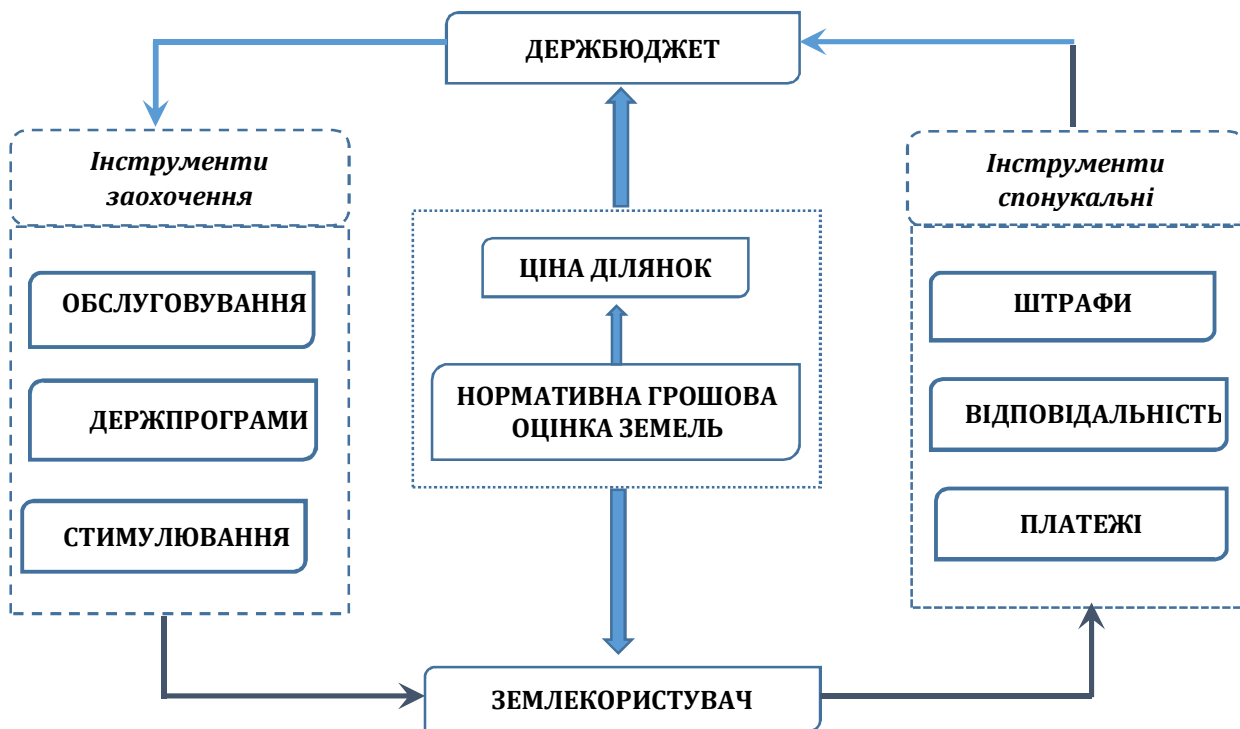 ДЕРЖБЮДЖЕТ
Інструменти
заохочення
ОБСЛУГОВУВАННЯ
ДЕРЖПРОГРАМИ
СТИМУЛЮВАННЯ
ЦІНА ДІЛЯНОК
НОРМАТИВНА ГРОШОВА
ОЦІНКА ЗЕМЕЛЬ
Інструменти
спонукальні
ШТРАФИ
ВІДПОВІДАЛЬНІСТЬ
ПЛАТЕЖІ
ЗЕМЛЕКОРИСТУВАЧ